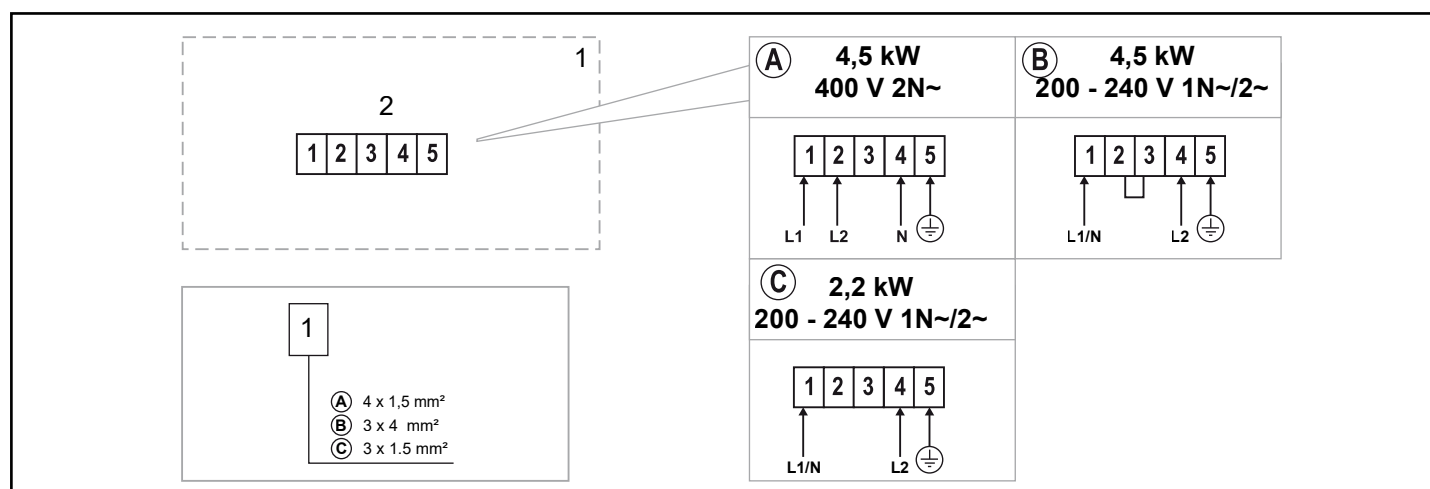 1
2
1 2 3 4 5
1
A 4 x 1,5 mm²
B 3 x 4 mm²
C 3 x 1.5 mm²
A 4,5 kW
400 V 2N~
1 2 3 4 5
L1 L2 N
B 4,5 kW
200 - 240 V 1N~/2~
1 2 3 4 5
L1/N L2
C 2,2 kW
200 - 240 V 1N~/2~
1 2 3 4 5
L1/N L2